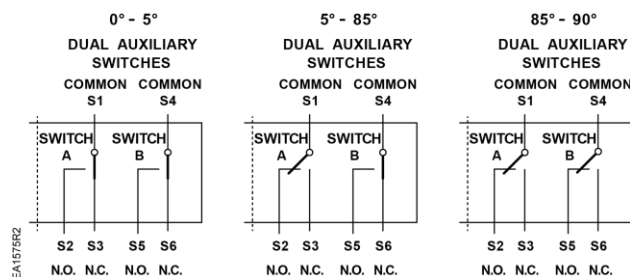 0° - 5°
DUAL AUXILIARY
SWITCHES
COMMON COMMON
S1 S4
SWITCH SWITCH
A B
S2 S3 S5 S6
N.O. N.C. N.O. N.C.
5° - 85°
DUAL AUXILIARY
SWITCHES
COMMON COMMON
S1 S4
SWITCH SWITCH
A B
S2 S3 S5 S6
N.O. N.C. N.O. N.C.
85° - 90°
DUAL AUXILIARY
SWITCHES
COMMON COMMON
S1 S4
SWITCH SWITCH
A B
S2 S3 S5 S6
N.O. N.C. N.O. N.C.
EA1575R2